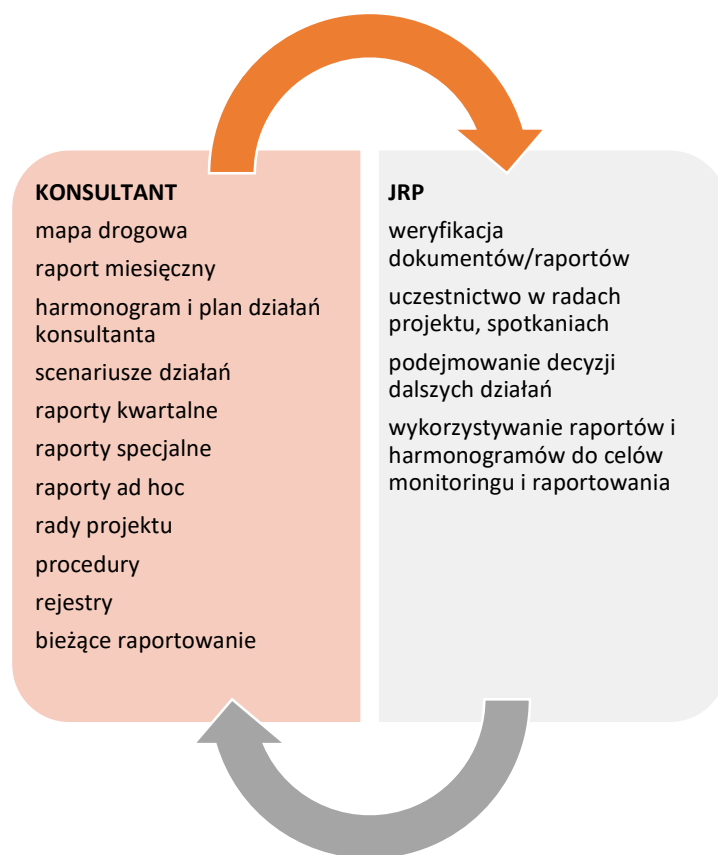 KONSULTANT
mapa drogowa
raport miesięczny
harmonogram i plan działań
konsultanta
scenariusze działań
raporty kwartalne
raporty specjalne
raporty ad hoc
rady projektu
procedury
rejestry
bieżące raportowanie
JRP
weryfikacja
dokumentów/raportów
uczestnictwo w radach
projektu, spotkaniach
podejmowanie decyzji
dalszych działań
wykorzystywanie raportów i
harmonogramów do celów
monitoringu i raportowania